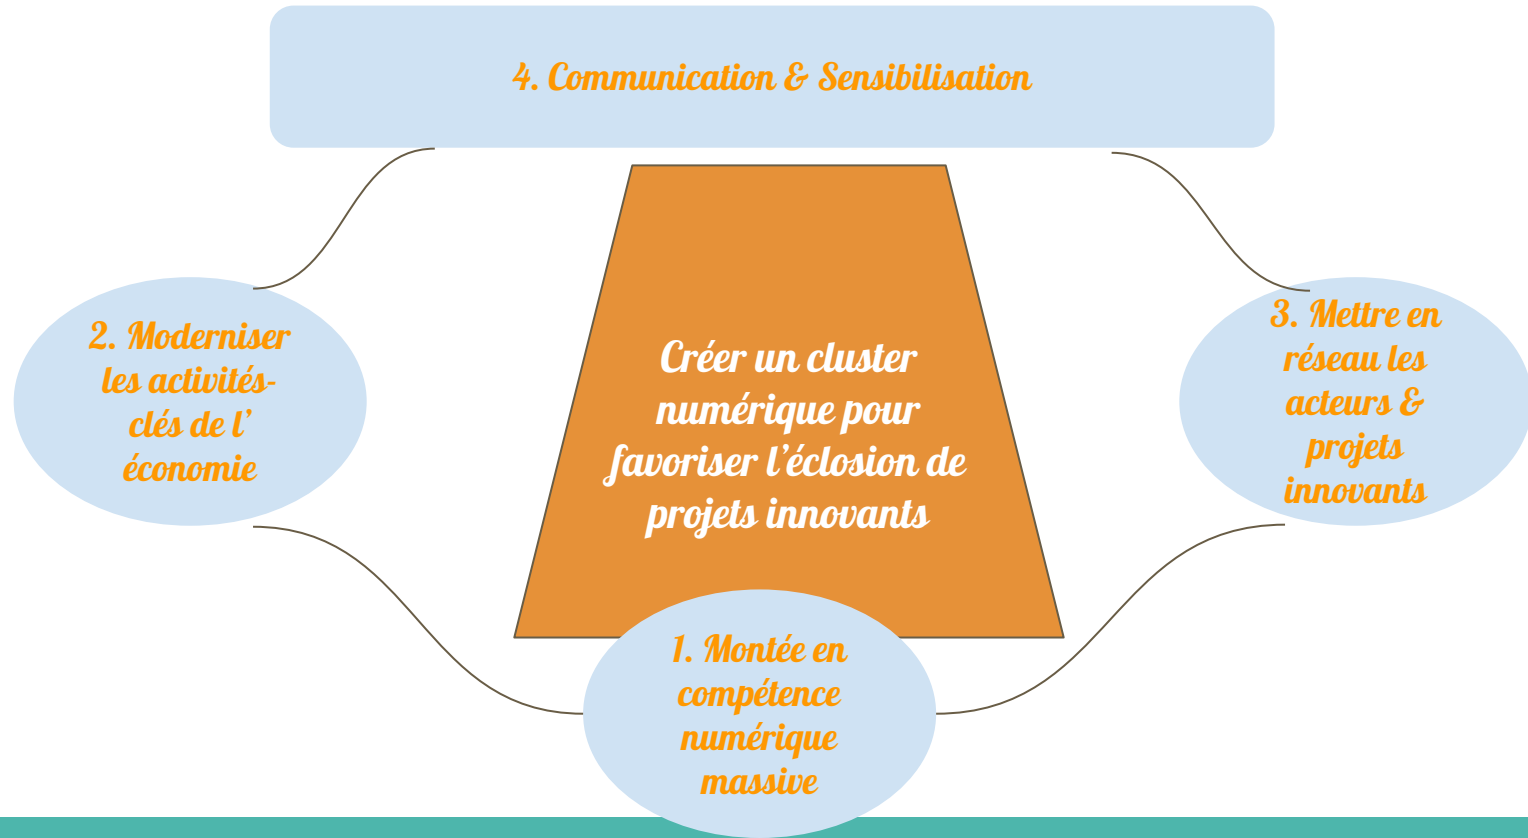 4. Communication & Sensibilisation
2. Moderniser
les activités-
clés de l'
économie
Créer un cluster
numérique pour
favoriser l'éclosion de
projets innovants
3. Mettre en
réseau les
acteurs &
projets
innovants
1. Montée en
compétence
numérique
massive